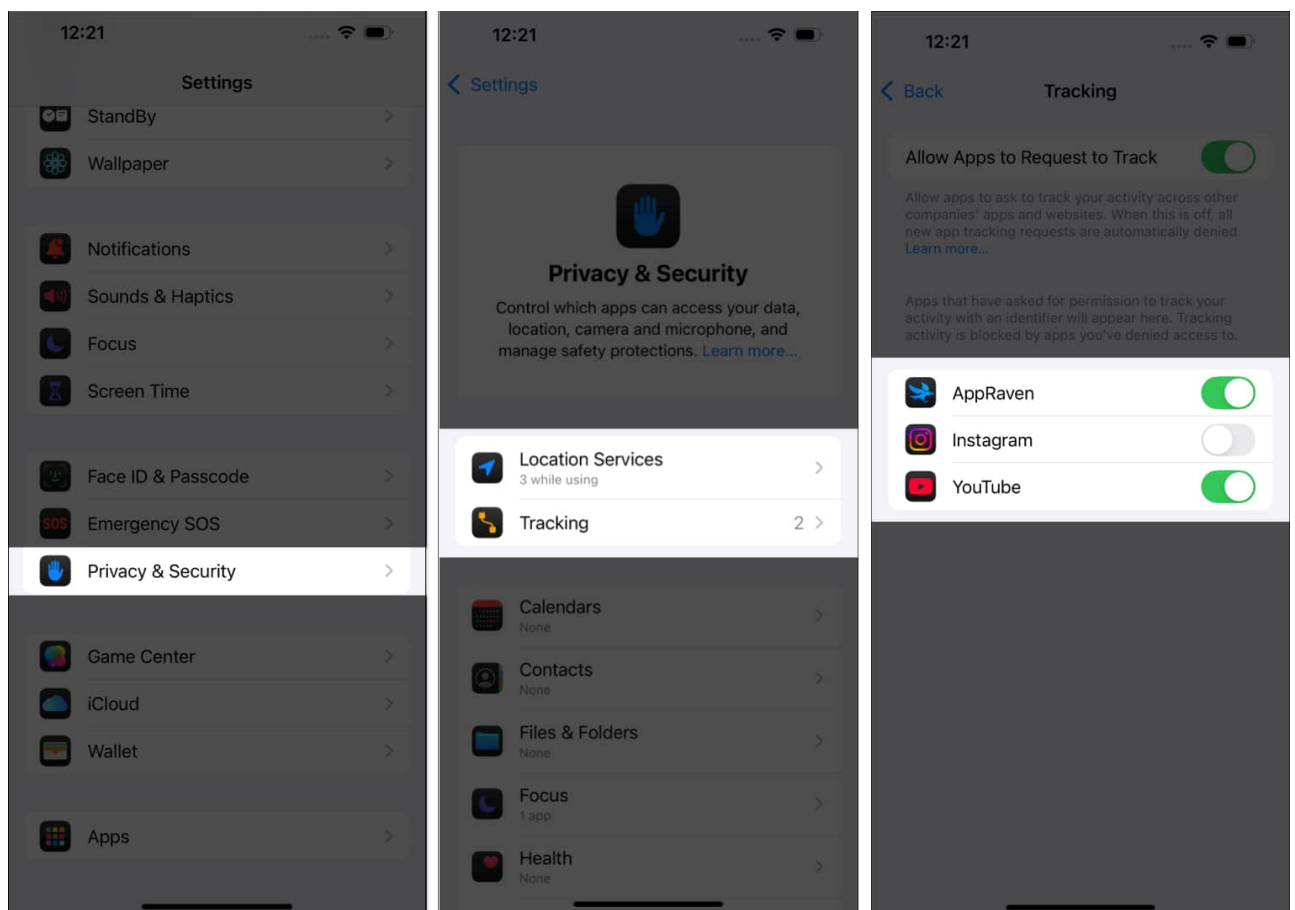 12:21
Settings
StandBy
Wallpaper
Notifications
Sounds & Haptics
Focus
Screen Time
Face ID & Passcode
SOS
Emergency SOS
Privacy & Security
Game Center
iCloud
Wallet
Apps
12:21
Settings
Privacy & Security
Control which apps can access your data,
location, camera and microphone, and
manage safety protections. Learn more...
Location Services
3 while using
Tracking
2
Calendars
None
Contacts
None
Files & Folders
None
Focus
1 app
Health
None
12:21
Back
Tracking
Allow Apps to Request to Track
Allow apps to ask to track your activity across other
companies' apps and websites. When this is off, all
new app tracking requests are automatically denied.
Learn more...
Apps that have asked for permission to track your
activity with an identifier will appear here. Tracking
activity is blocked by apps you've denied access to.
AppRaven
Instagram
YouTube